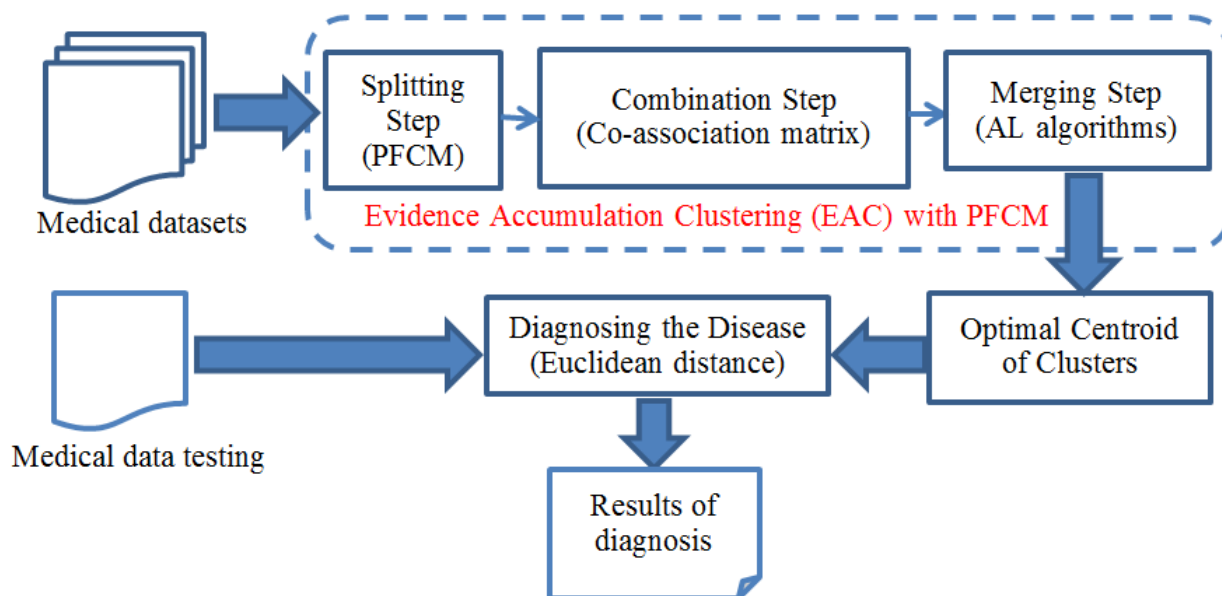 Splitting
Step
(PFCM)
Combination Step
(Co-association matrix)
Merging Step
(AL algorithms)
Medical datasets
Evidence Accumulation Clustering (EAC) with PFCM
Diagnosing the Disease
(Euclidean distance)
Optimal Centroid
of Clusters
Medical data testing
Results of
diagnosis